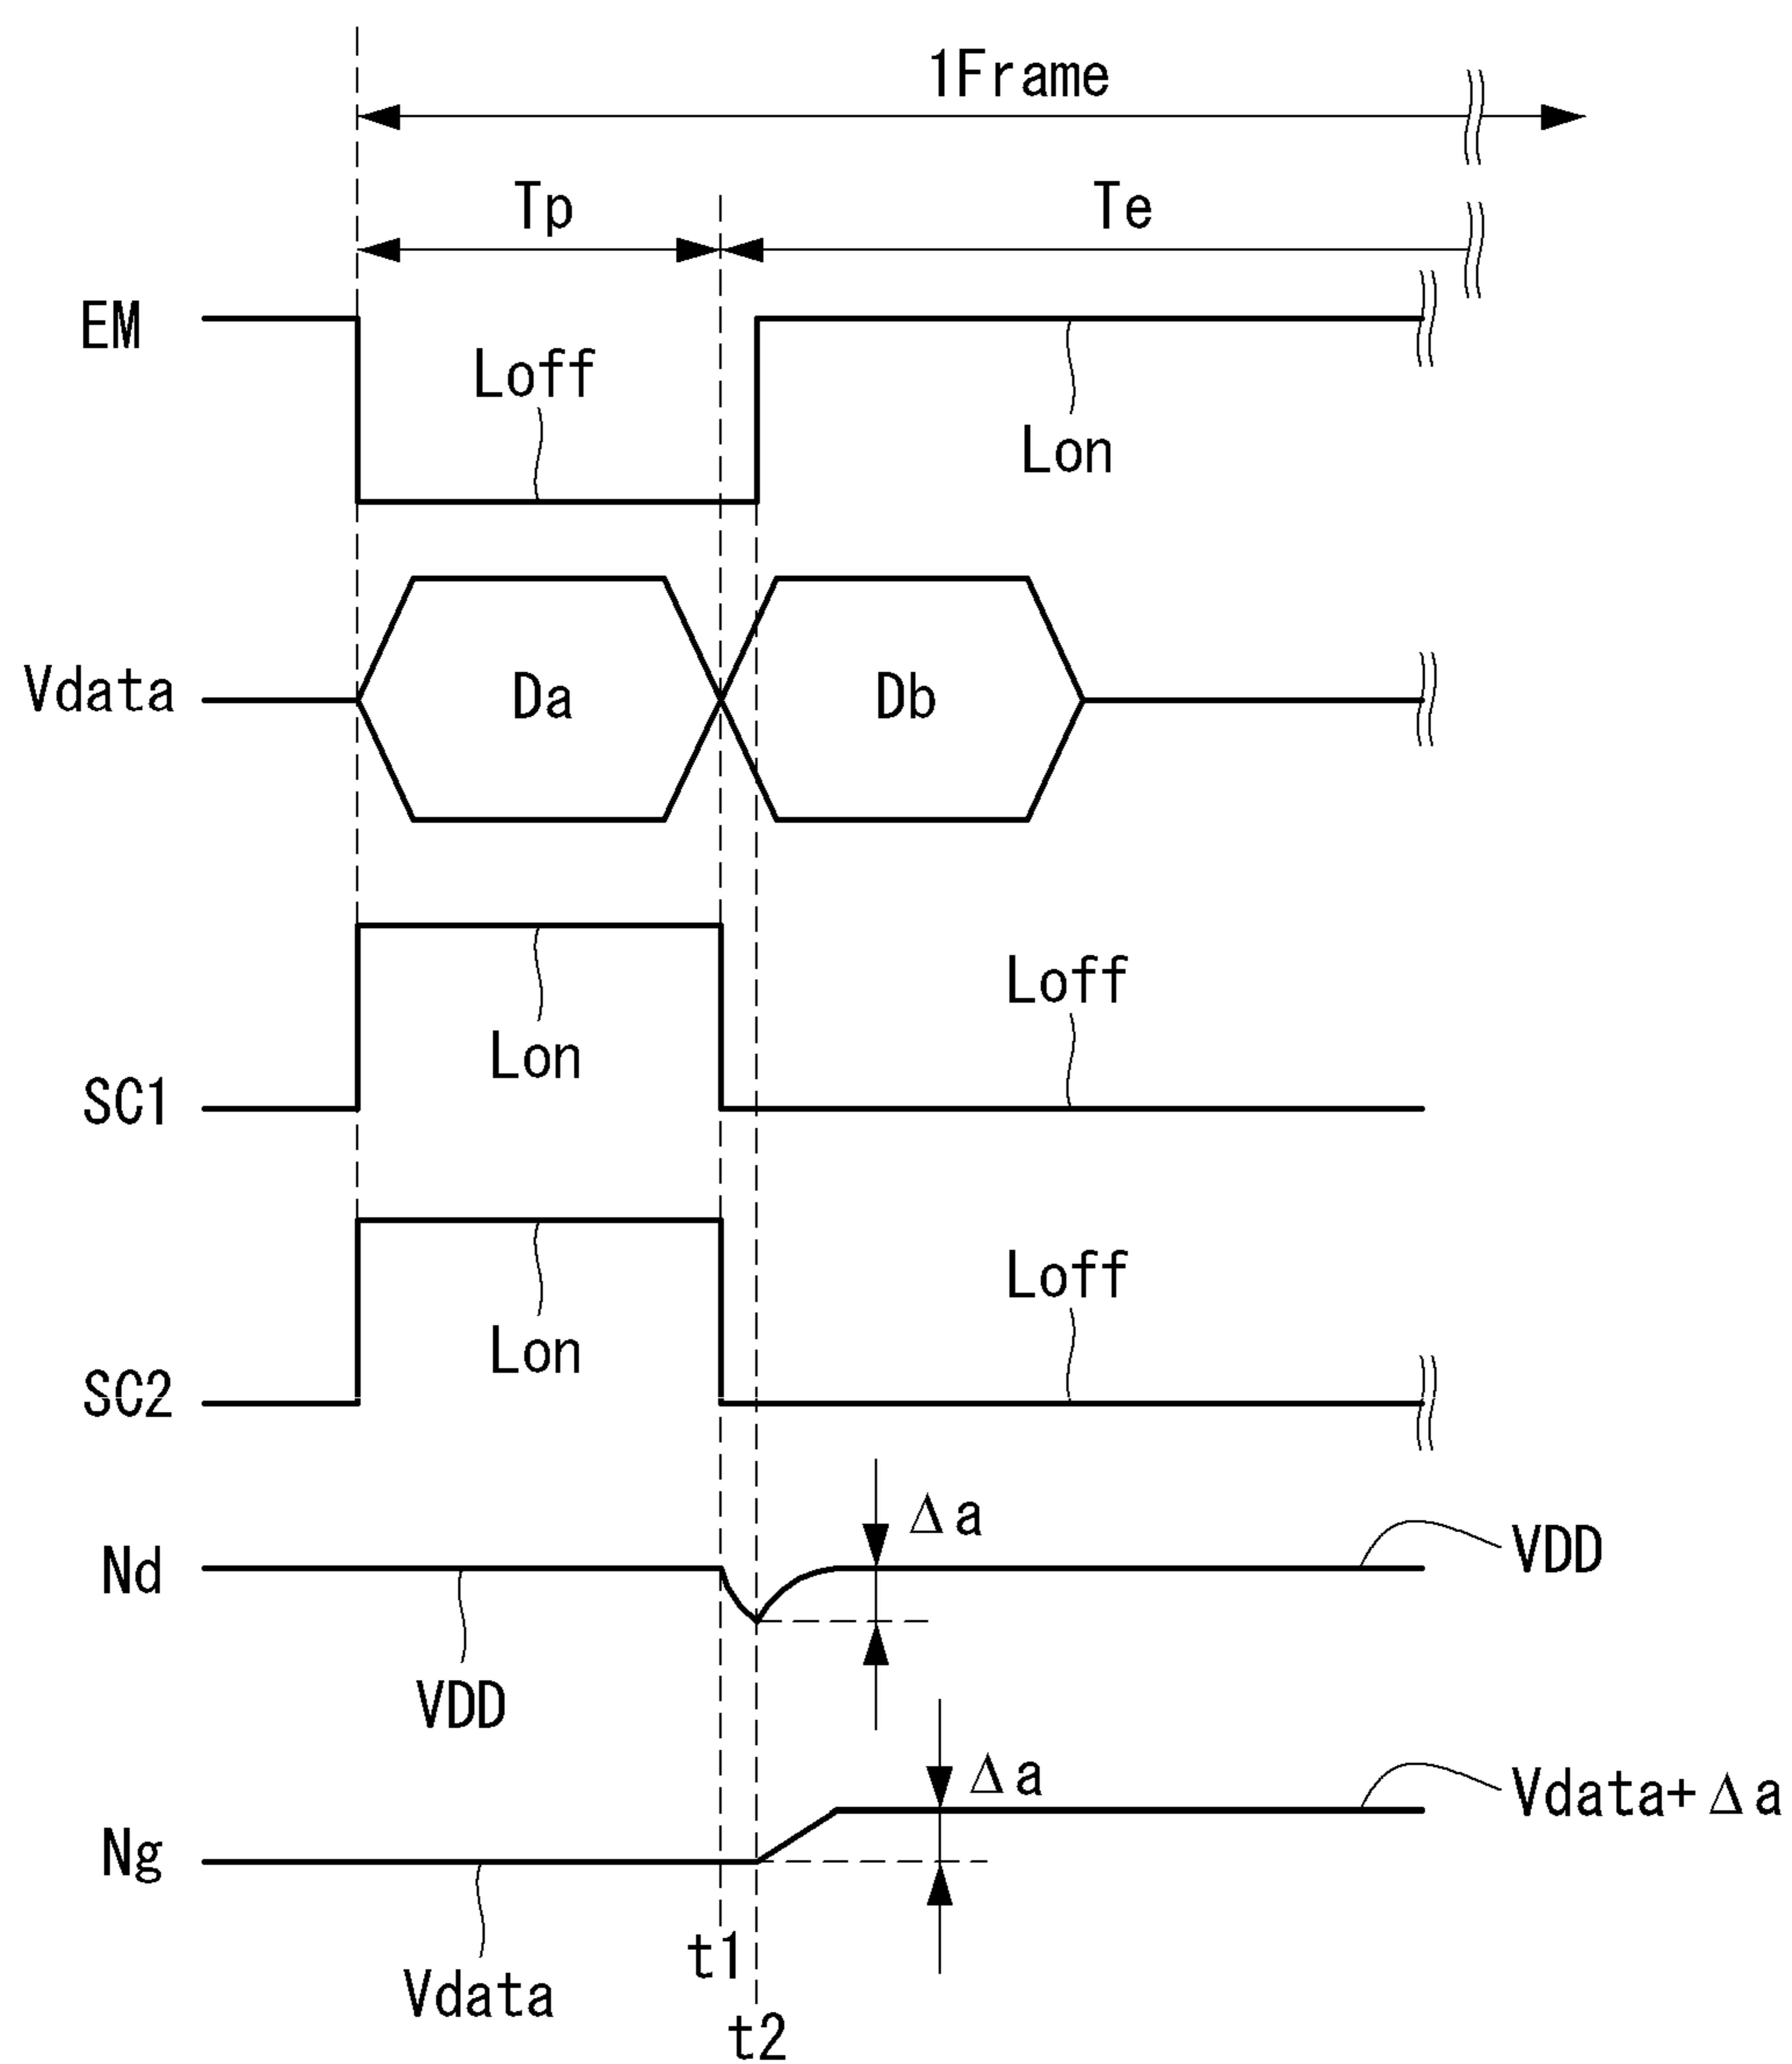 1Frame
Tp Te
EM
Loff
Lon
Vdata Da Db
Loff
Lon
SC1
Loff
Lon
SC2
Δa
Nd VDD
VDD
Δa
Vdata+Δa
Ng
t1
Vdata
t2